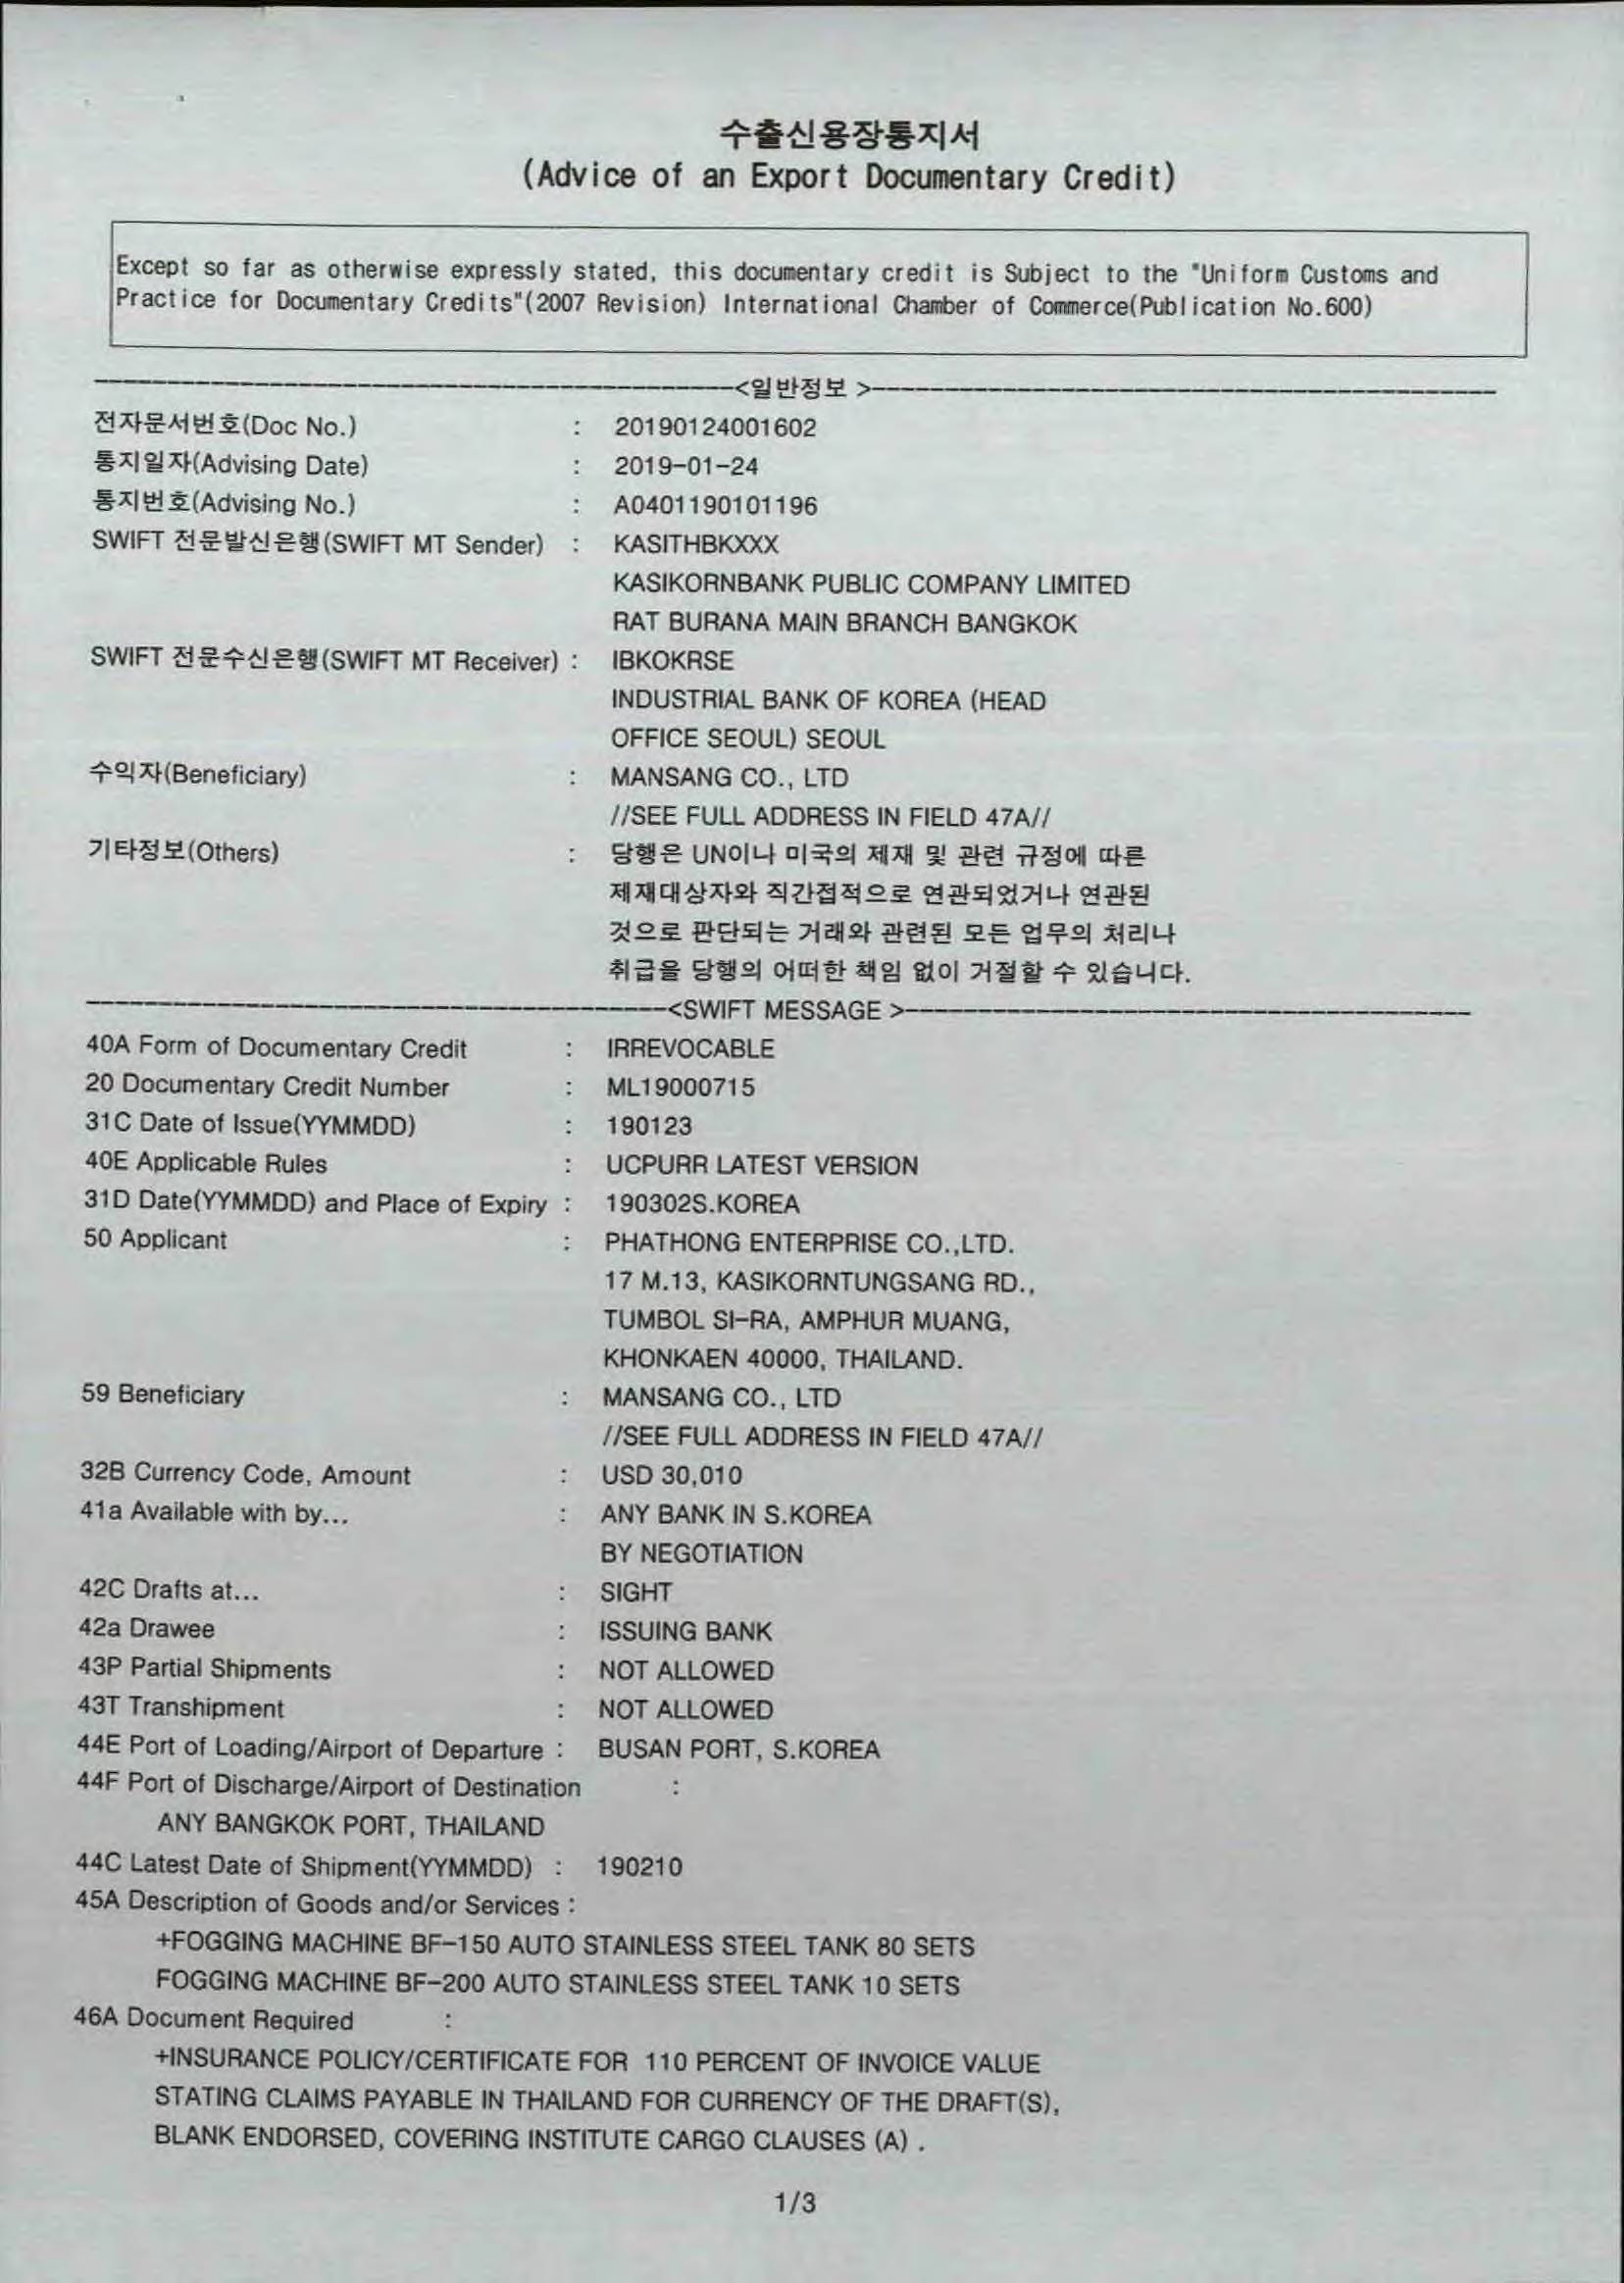 수출신용장통지서
(Advice of an Export Documentary Credit)
Except so far as otherwise expressly stated, this documentary credit is Subject to the "Uniform Customs and
Practice for Documentary Credits"(2007 Revision) International Chamber of Commerce(Publication No.600)
<일반정보 >
전자문서번호(Doc No.) : 20190124001602
통지일자(Advising Date) : 2019-01-24
통지번호(Advising No.) : A0401190101196
SWIFT 전문발신은행(SWIFT MT Sender) : KASITHBKXXX
KASIKORNBANK PUBLIC COMPANY LIMITED
RAT BURANA MAIN BRANCH BANGKOK
SWIFT 전문수신은행(SWIFT MT Receiver) : IBKOKRSE
INDUSTRIAL BANK OF KOREA (HEAD
OFFICE SEOUL) SEOUL
수익자(Beneficiary) : MANSANG CO., LTD
//SEE FULL ADDRESS IN FIELD 47A//
기타정보(Others) : 당행은 UN이나 미국의 제재 및 관련 규정에 따른
제재대상자와 직간접적으로 연관되었거나 연관된
것으로 판단되는 거래와 관련된 모든 업무의 처리나
취급을 당행의 어떠한 책임 없이 거절할 수 있습니다.
<SWIFT MESSAGE >
40A Form of Documentary Credit : IRREVOCABLE
20 Documentary Credit Number : ML19000715
31C Date of Issue(YYMMDD) : 190123
40E Applicable Rules : UCPURR LATEST VERSION
31D Date(YYMMDD) and Place of Expiry : 190302S.KOREA
50 Applicant : PHATHONG ENTERPRISE CO.,LTD.
17 M.13, KASIKORNTUNGSANG RD.,
TUMBOL SI-RA, AMPHUR MUANG,
KHONKAEN 40000, THAILAND.
59 Beneficiary : MANSANG CO., LTD
//SEE FULL ADDRESS IN FIELD 47A//
32B Currency Code, Amount : USD 30,010
41a Available with by... : ANY BANK IN S.KOREA
BY NEGOTIATION
42C Drafts at... : SIGHT
42a Drawee : ISSUING BANK
43P Partial Shipments : NOT ALLOWED
43T Transhipment : NOT ALLOWED
44E Port of Loading/Airport of Departure : BUSAN PORT, S.KOREA
44F Port of Discharge/Airport of Destination :
ANY BANGKOK PORT, THAILAND
44C Latest Date of Shipment(YYMMDD) : 190210
45A Description of Goods and/or Services :
+FOGGING MACHINE BF-150 AUTO STAINLESS STEEL TANK 80 SETS
FOGGING MACHINE BF-200 AUTO STAINLESS STEEL TANK 10 SETS
46A Document Required :
+INSURANCE POLICY/CERTIFICATE FOR 110 PERCENT OF INVOICE VALUE
STATING CLAIMS PAYABLE IN THAILAND FOR CURRENCY OF THE DRAFT(S),
BLANK ENDORSED, COVERING INSTITUTE CARGO CLAUSES (A) .
1/3